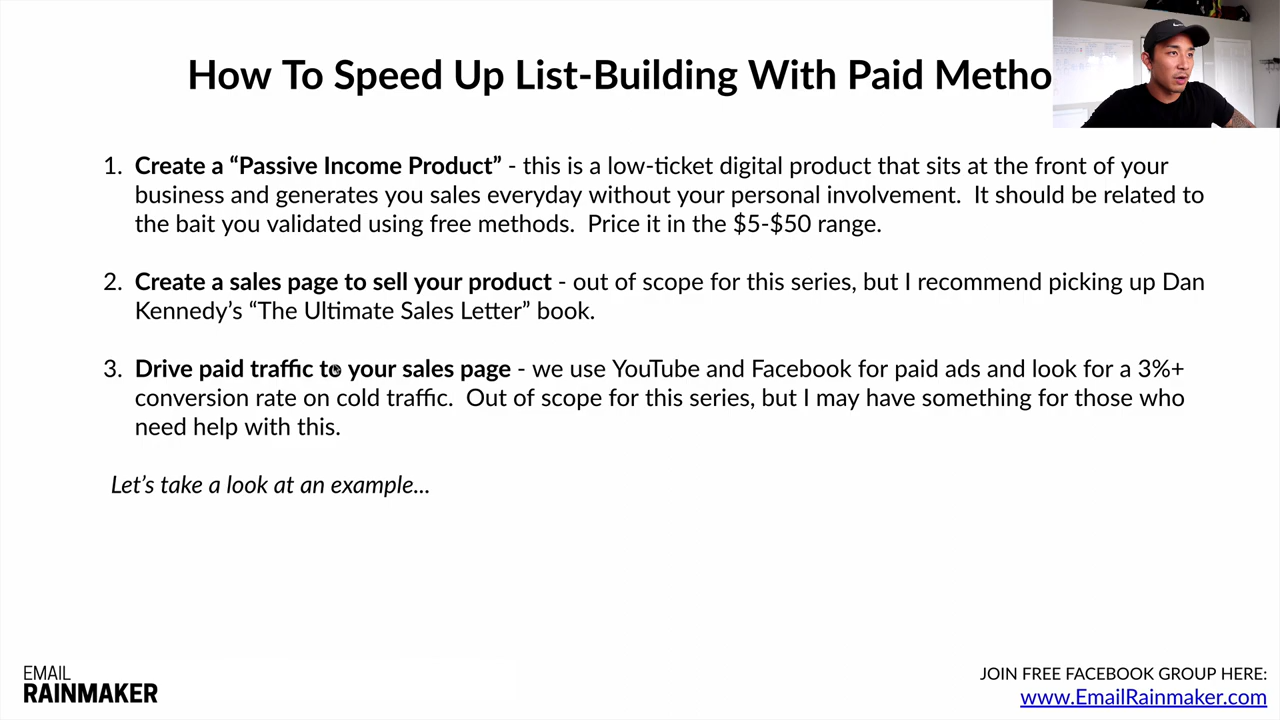 How To Speed Up List-Building With Paid Metho
1. Create a “Passive Income Product” - this is a low-ticket digital product that sits at the front of your
business and generates you sales everyday without your personal involvement.  It should be related to
the bait you validated using free methods.  Price it in the $5-$50 range.
2. Create a sales page to sell your product - out of scope for this series, but I recommend picking up Dan
Kennedy’s “The Ultimate Sales Letter” book.
3. Drive paid traffic to your sales page - we use YouTube and Facebook for paid ads and look for a 3%+
conversion rate on cold traffic.  Out of scope for this series, but I may have something for those who
need help with this.
Let’s take a look at an example...
EMAIL
RAINMAKER
JOIN FREE FACEBOOK GROUP HERE:
www.EmailRainmaker.com